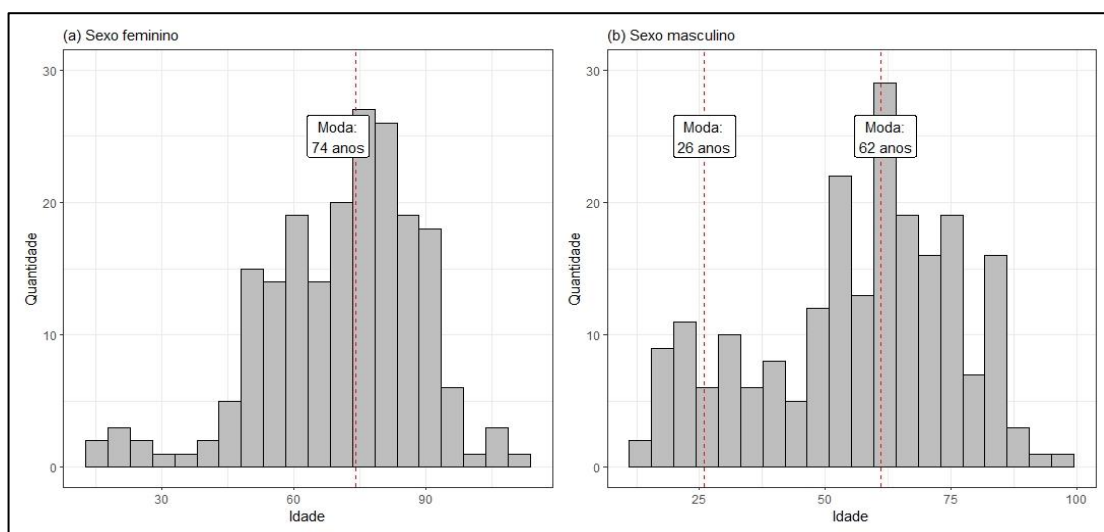 (a) Sexo feminino
30
20
10
0
Quantidade
Moda:
74 anos
30
60
90
Idade
(b) Sexo masculino
30
20
10
0
Quantidade
Moda:
26 anos
Moda:
62 anos
25
50
75
100
Idade